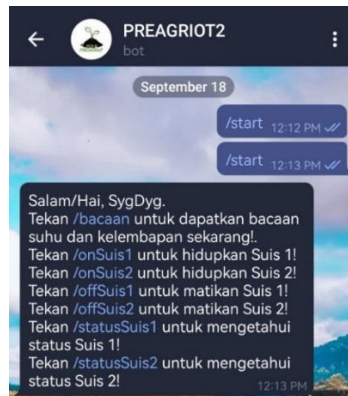 PREAGRIOT2
bot
September 18
/start 12:12 PM
/start 12:13 PM
Salam/Hai, SygDyg.
Tekan /bacaan untuk dapatkan bacaan
suhu dan kelembapan sekarang!.
Tekan /onSuis1 untuk hidupkan Suis 1!
Tekan /onSuis2 untuk hidupkan Suis 2!
Tekan /offSuis1 untuk matikan Suis 1!
Tekan /offSuis2 untuk matikan Suis 2!
Tekan /statusSuis1 untuk mengetahui
status Suis 1!
Tekan /statusSuis2 untuk mengetahui
status Suis 2!
12:13 PM